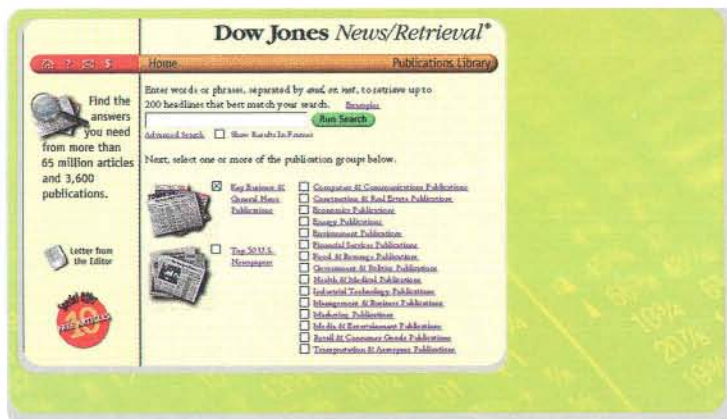 Dow Jones News/Retrieval®
Home
Publications Library
Find the
answers
you need
from more than
65 million articles
and 3,600
publications.
Letter from
the Editor
FREE ARTICLES
10
Enter words or phrases, separated by and, or, not, to retrieve up to
200 headlines that best match your search. Examples
Run Search
Advanced Search Show Results In Frames
Next, select one or more of the publication groups below.
Key Business &
General News
Publications
Top 50 U.S.
Newspapers
Computer & Communications Publications
Construction & Real Estate Publications
Economics Publications
Energy Publications
Environment Publications
Financial Services Publications
Food & Beverage Publications
Government & Politics Publications
Health & Medical Publications
Industrial Technology Publications
Management & Business Publications
Marketing Publications
Media & Entertainment Publications
Retail & Consumer Goods Publications
Transportation & Aerospace Publications
19¾
20⅞